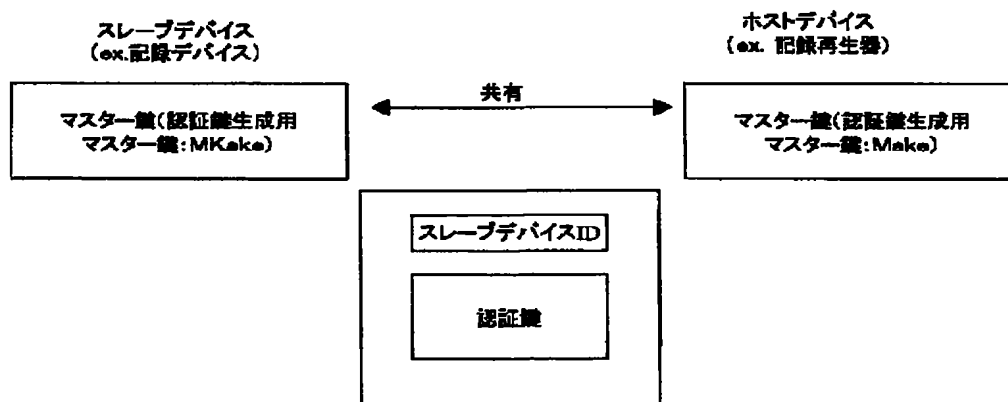 スレーブデバイス
(ex.記録デバイス)
ホストデバイス
(ex. 記録再生器)
マスター鍵(認証鍵生成用
マスター鍵:MKake)
共有
マスター鍵(認証鍵生成用
マスター鍵:Make)
スレーブデバイスID
認証鍵